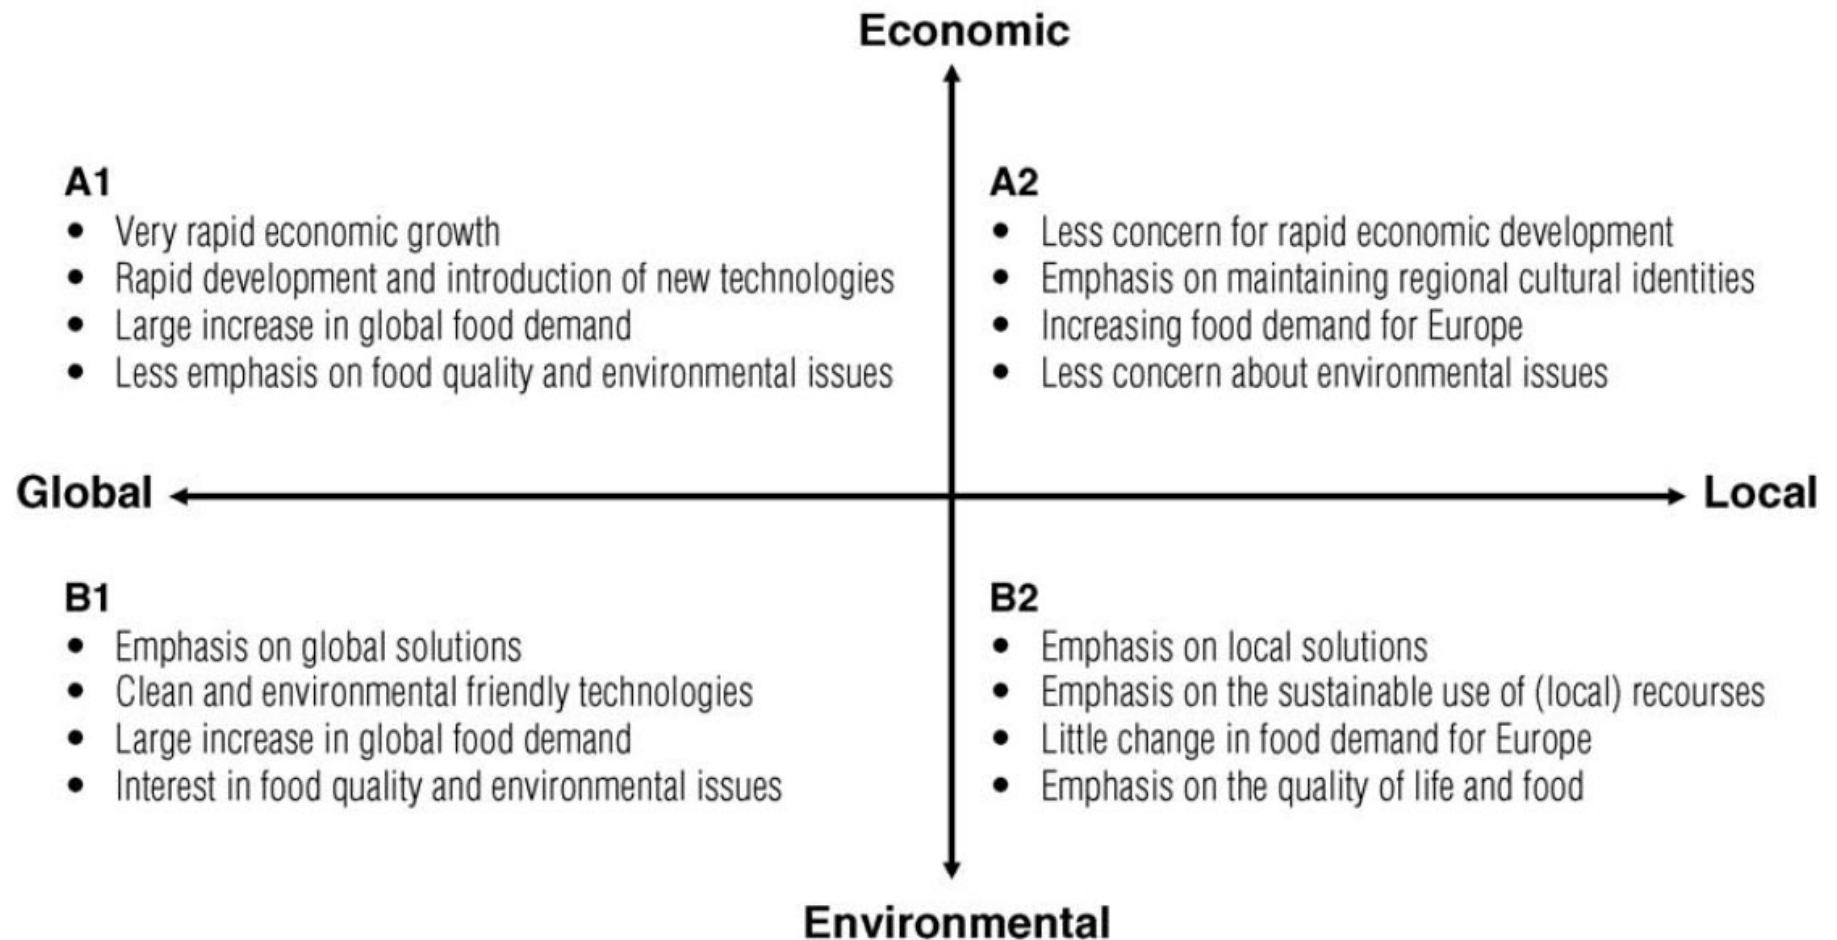 Economic
A1
• Very rapid economic growth
• Rapid development and introduction of new technologies
• Large increase in global food demand
• Less emphasis on food quality and environmental issues
A2
• Less concern for rapid economic development
• Emphasis on maintaining regional cultural identities
• Increasing food demand for Europe
• Less concern about environmental issues
Global
Local
B1
• Emphasis on global solutions
• Clean and environmental friendly technologies
• Large increase in global food demand
• Interest in food quality and environmental issues
B2
• Emphasis on local solutions
• Emphasis on the sustainable use of (local) recourses
• Little change in food demand for Europe
• Emphasis on the quality of life and food
Environmental